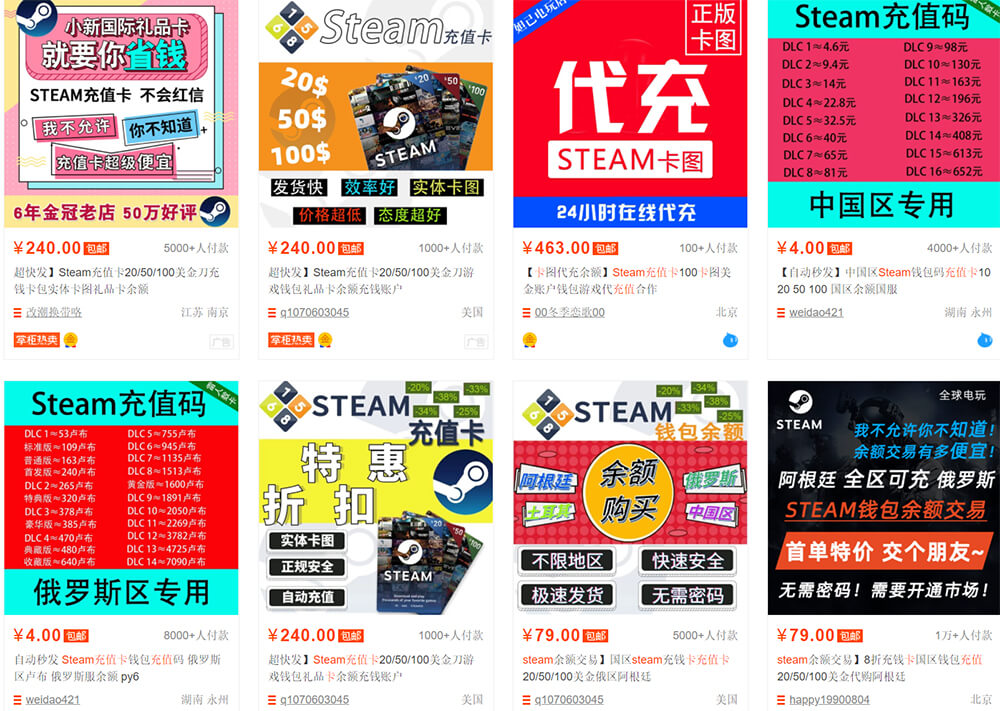 小新国际礼品卡
就要你省钱
STEAM充值卡 不会红信
我不允许 你不知道
充值卡超级便宜
6年金冠老店 50万好评
¥240.00 包邮 5000+人付款
超快发】Steam充值卡20/50/100美金刀充
钱卡包实体卡图礼品卡余额
改潮换带咯 江苏 南京
掌柜热卖 金 广告
1568
Steam充值卡
20$
50$
100$
$20 $50 $100
STEAM
发货快 效率好 实体卡图
价格超低 态度超好
¥240.00 包邮 1000+人付款
超快发】Steam充值卡20/50/100美金刀游
戏钱包礼品卡余额充钱账户
q1070603045 美国
掌柜热卖 金 广告
妲己电玩店
正版
卡图
代充
STEAM卡图
24小时在线代充
¥463.00 包邮 100+人付款
【卡图代充余额】Steam充值卡100卡图美
金账户钱包游戏代充值合作
00冬季恋歌00 北京
金
Steam充值码
DLC 1≈4.6元 DLC 9≈98元
DLC 2≈9.4元 DLC 10≈130元
DLC 3≈14元 DLC 11≈163元
DLC 4≈22.8元 DLC 12≈196元
DLC 5≈32.5元 DLC 13≈326元
DLC 6≈40元 DLC 14≈408元
DLC 7≈65元 DLC 15≈613元
DLC 8≈81元 DLC 16≈652元
中国区专用
¥4.00 包邮 4000+人付款
【自动秒发】中国区Steam钱包码充值卡10
20 50 100 国区余额国服
weidao421 湖南 永州
Steam充值码
DLC 1≈53卢布 DLC 5≈755卢布
标准版≈109卢布 DLC 6≈945卢布
普通版≈163卢布 DLC 7≈1135卢布
首发版≈240卢布 DLC 8≈1513卢布
DLC 2≈265卢布 黄金版≈1600卢布
特典版≈320卢布 DLC 9≈1891卢布
DLC 3≈378卢布 DLC 10≈2050卢布
豪华版≈385卢布 DLC 11≈2269卢布
DLC 4≈470卢布 DLC 12≈3782卢布
典藏版≈480卢布 DLC 13≈4725卢布
收藏版≈640卢布 DLC 14≈7090卢布
俄罗斯区专用
¥4.00 包邮 8000+人付款
自动秒发 Steam充值卡钱包充值码 俄罗斯
区卢布 俄罗斯服余额 py6
weidao421 湖南 永州
1568
STEAM
充值卡
-20% -33%
-38%
-34% -25%
特惠
折扣
实体卡图
正规安全
自动充值
$20 $50 $100
STEAM
¥240.00 包邮 1000+人付款
超快发】Steam充值卡20/50/100美金刀游
戏钱包礼品卡余额充钱账户
q1070603045 美国
1568
STEAM
钱包余额
-20% -34%
-33% -38%
-25%
阿根廷 余额 俄罗斯
土耳其 购买 中国区
不限地区 快速安全
极速发货 无需密码
¥79.00 包邮 5000+人付款
steam余额交易】国区steam充钱卡充值卡
20/50/100美金俄区阿根廷
q1070603045 美国
全球电玩
STEAM
我不允许你不知道!
余额交易有多便宜!
阿根廷 全区可充 俄罗斯
STEAM钱包余额交易
首单特价 交个朋友~
无需密码! 需要开通市场!
¥79.00 包邮 1万+人付款
steam余额交易】8折充钱卡国区钱包充值
20/50/100美金代购阿根廷
happy19900804 北京